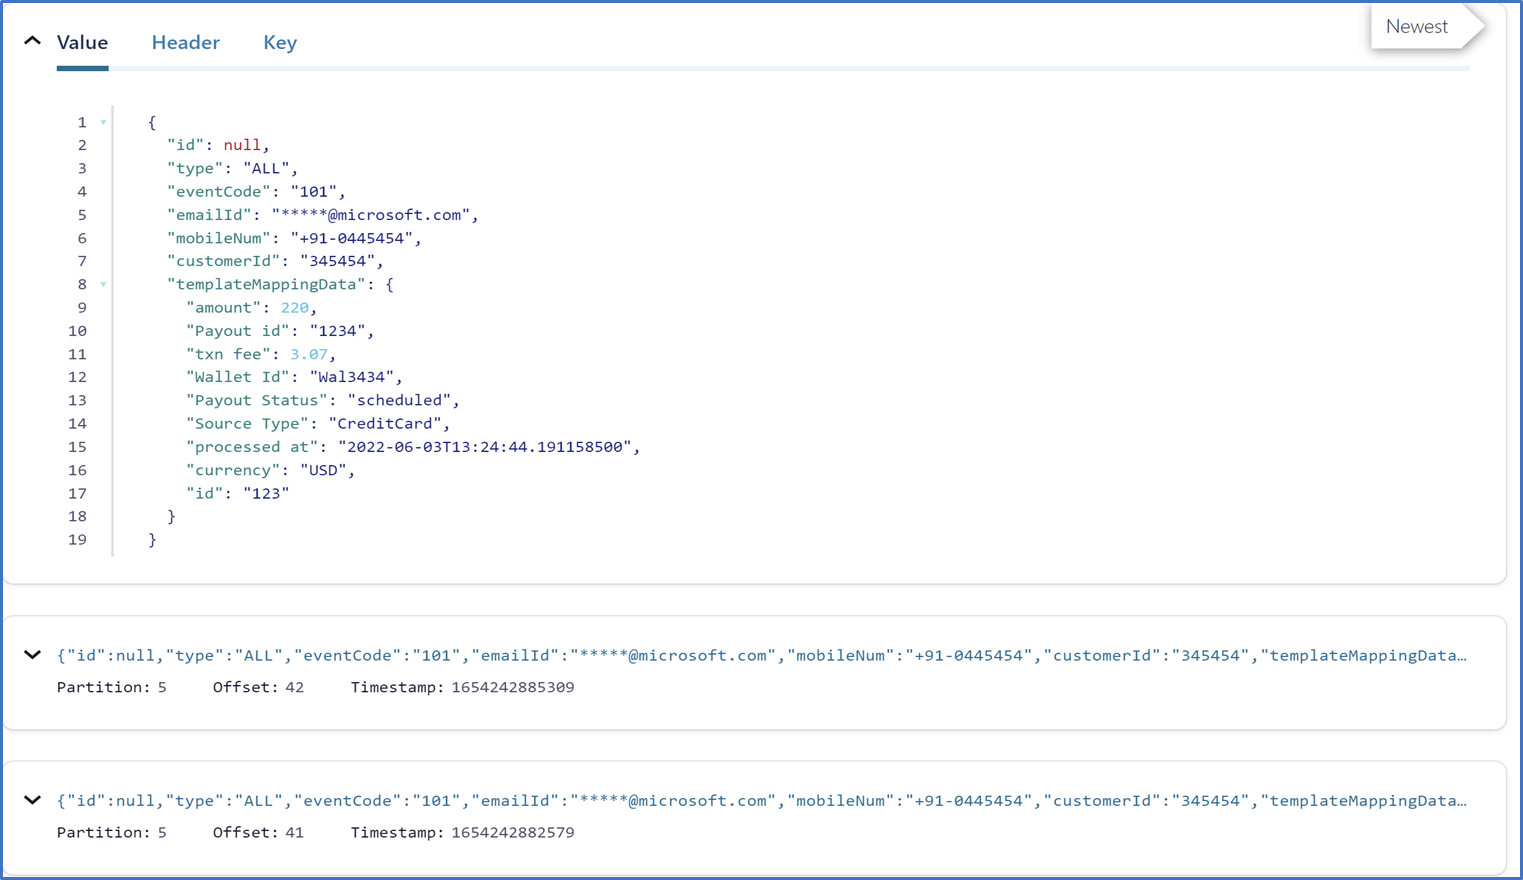 Newest
Value Header Key
1 {
2 "id": null,
3 "type": "ALL",
4 "eventCode": "101",
5 "emailId": "*****@microsoft.com",
6 "mobileNum": "+91-0445454",
7 "customerId": "345454",
8 "templateMappingData": {
9 "amount": 220,
10 "Payout id": "1234",
11 "txn fee": 3.07,
12 "Wallet Id": "Wal3434",
13 "Payout Status": "scheduled",
14 "Source Type": "CreditCard",
15 "processed at": "2022-06-03T13:24:44.191158500",
16 "currency": "USD",
17 "id": "123"
18 }
19 }
{"id":null,"type":"ALL","eventCode":"101","emailId":"*****@microsoft.com","mobileNum":"+91-0445454","customerId":"345454","templateMappingData…
Partition: 5 Offset: 42 Timestamp: 1654242885309
{"id":null,"type":"ALL","eventCode":"101","emailId":"*****@microsoft.com","mobileNum":"+91-0445454","customerId":"345454","templateMappingData…
Partition: 5 Offset: 41 Timestamp: 1654242882579